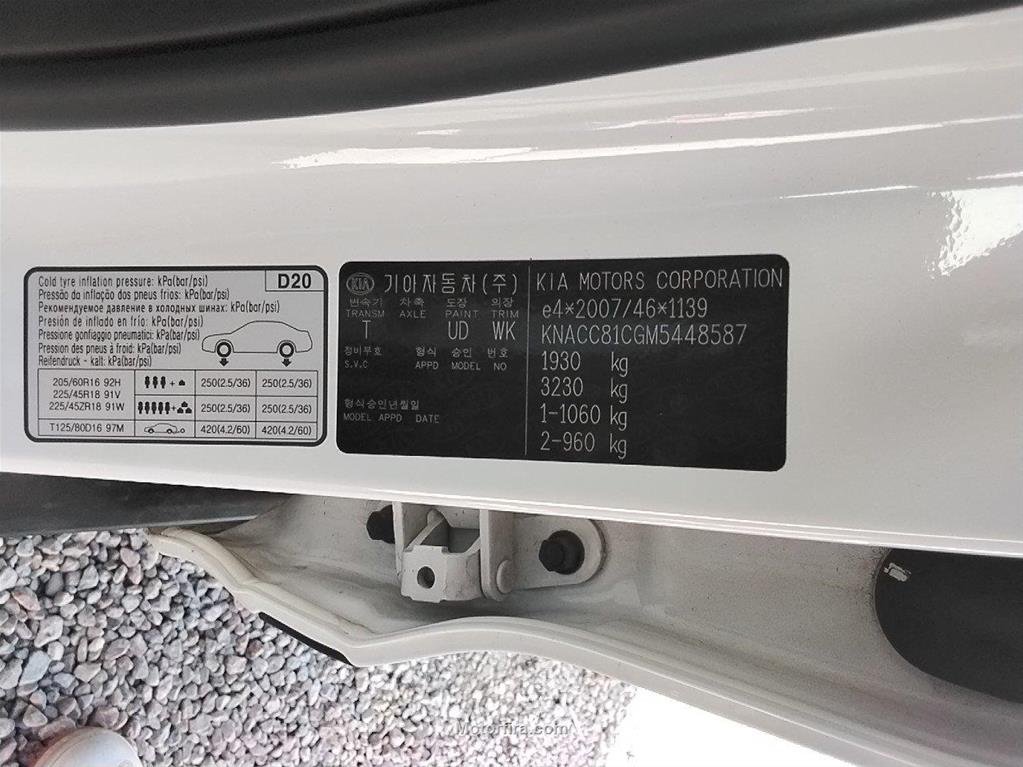 Cold tyre inflation pressure: kPa(bar/psi)
D20
Pressão da inflação dos pneus frios: kPa(bar/psi)
Рекомендуемое давление в холодных шинах: kPa(bar/psi)
Presión de inflado en frío: kPa(bar/psi)
Pressione gonfiaggio pneumatici: kPa(bar/psi)
Pression des pneus à froid: kPa(bar/psi)
Reifendruck - kalt: kPa(bar/psi)
205/60R16 92H
225/45R18 91V
225/45ZR18 91W
250(2.5/36) 250(2.5/36)
250(2.5/36) 250(2.5/36)
T125/80D16 97M 420(4.2/60) 420(4.2/60)
KIA 기아자동차(주)
변속기 차축 도장 외장
TRANSM AXLE PAINT TRIM
T UD WK
정비부호 형식 승인 번호
S.V.C APPD MODEL NO
형식승인년월일
MODEL APPD DATE
KIA MOTORS CORPORATION
e4*2007/46*1139
KNACC81CGM5448587
1930 kg
3230 kg
1-1060 kg
2-960 kg
MotorTira.com